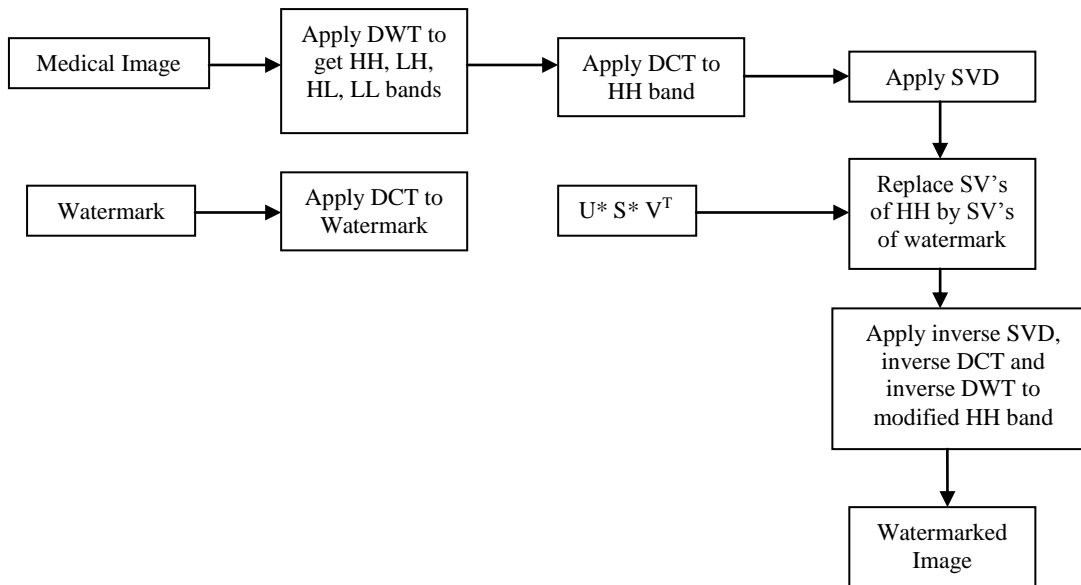 Medical Image
Apply DWT to
get HH, LH,
HL, LL bands
Apply DCT to
HH band
Apply SVD
Watermark
Apply DCT to
Watermark
U* S* Vᵀ
Replace SV’s
of HH by SV’s
of watermark
Apply inverse SVD,
inverse DCT and
inverse DWT to
modified HH band
Watermarked
Image